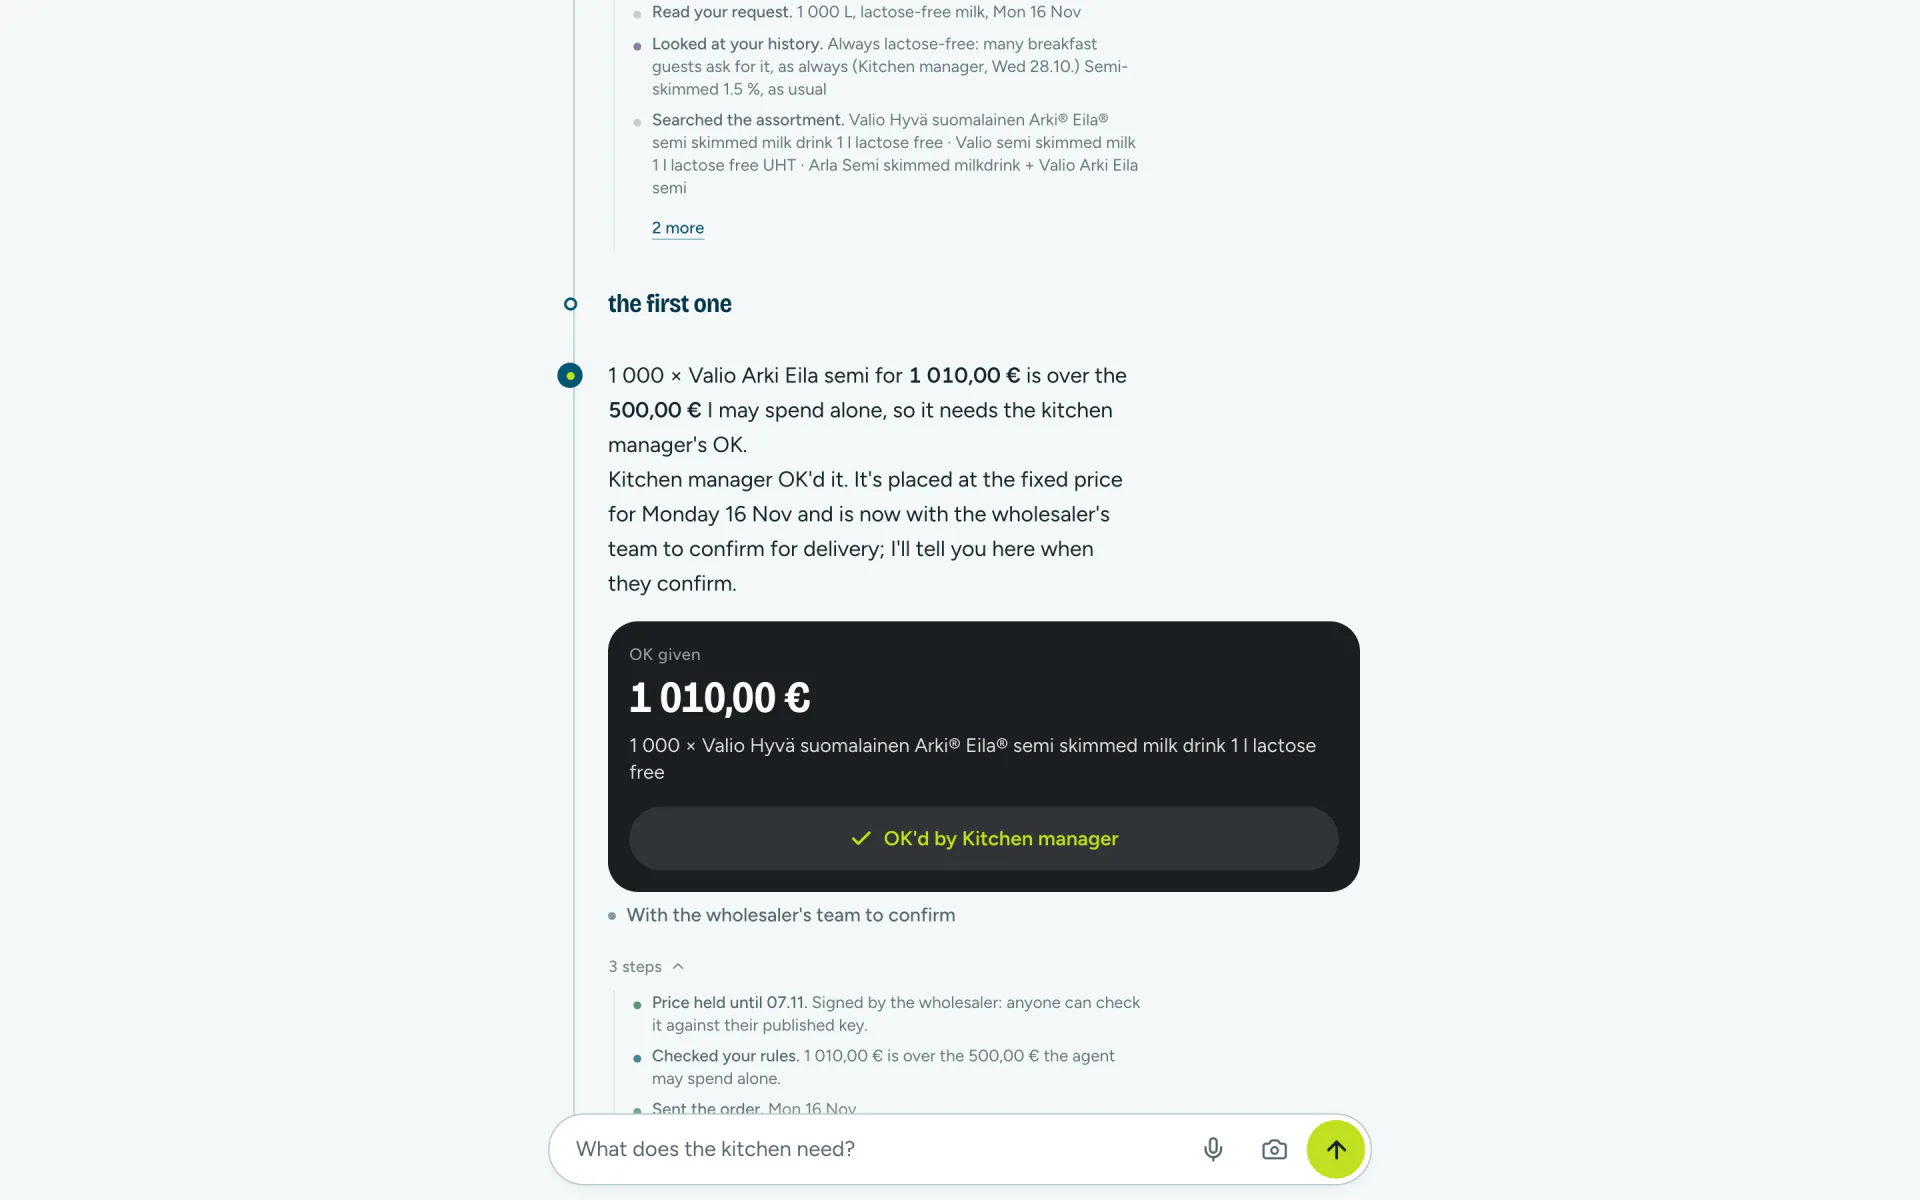 Read your request. 1 000 L, lactose-free milk, Mon 16 Nov
Looked at your history. Always lactose-free: many breakfast
guests ask for it, as always (Kitchen manager, Wed 28.10.) Semi-
skimmed 1.5 %, as usual
Searched the assortment. Valio Hyvä suomalainen Arki® Eila®
semi skimmed milk drink 1 l lactose free · Valio semi skimmed milk
1 l lactose free UHT · Arla Semi skimmed milkdrink + Valio Arki Eila
semi
2 more
the first one
1 000 × Valio Arki Eila semi for 1 010,00 € is over the
500,00 € I may spend alone, so it needs the kitchen
manager's OK.
Kitchen manager OK'd it. It's placed at the fixed price
for Monday 16 Nov and is now with the wholesaler's
team to confirm for delivery; I'll tell you here when
they confirm.
OK given
1 010,00 €
1 000 × Valio Hyvä suomalainen Arki® Eila® semi skimmed milk drink 1 l lactose
free
OK'd by Kitchen manager
With the wholesaler's team to confirm
3 steps
Price held until 07.11. Signed by the wholesaler: anyone can check
it against their published key.
Checked your rules. 1 010,00 € is over the 500,00 € the agent
may spend alone.
Sent the order. Mon 16 Nov
What does the kitchen need?